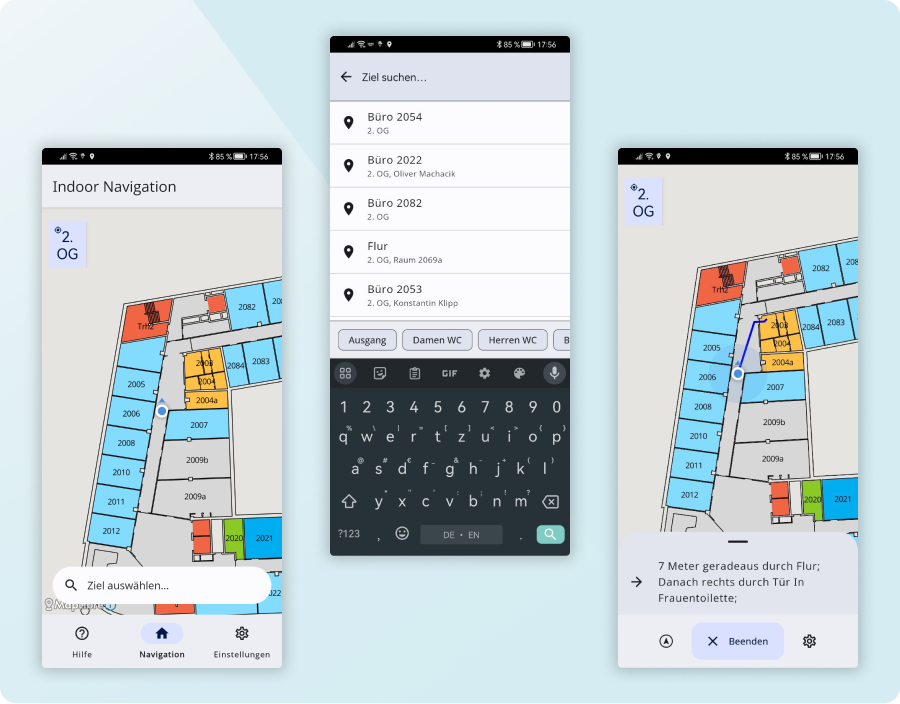 85 % 17:56
Indoor Navigation
2.
OG
2082
Trh2
2003
2083
2084
2005
2004
2004a
2006
2007
2008
2009b
2010
2009a
2011
2012
2020
2021
Ziel auswählen...
Hilfe
Navigation
Einstellungen
85 % 17:56
Ziel suchen...
Büro 2054
2. OG
Büro 2022
2. OG, Oliver Machacik
Büro 2082
2. OG
Flur
2. OG, Raum 2069a
Büro 2053
2. OG, Konstantin Klipp
Ausgang Damen WC Herren WC B
GIF
1 2 3 4 5 6 7 8 9 0
q w e r t z u i o p
a s d f g h j k l
y x c v b n m
?123 , DE • EN .
85 % 17:56
2.
OG
2082
Trh2
2003
2084
2083
2005
2004
2004a
2006
2007
2008
2009b
2010
2009a
2011
2012
2020
2021
7 Meter geradeaus durch Flur;
Danach rechts durch Tür In
Frauentoilette;
Beenden